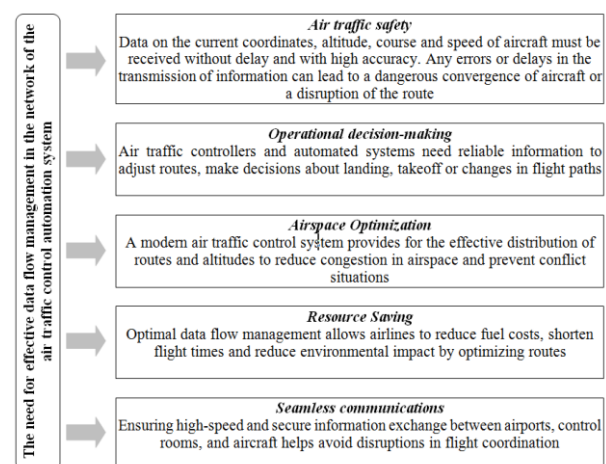 The need for effective data flow management in the network of the
air traffic control automation system
Air traffic safety
Data on the current coordinates, altitude, course and speed of aircraft must be
received without delay and with high accuracy. Any errors or delays in the
transmission of information can lead to a dangerous convergence of aircraft or
a disruption of the route
Operational decision-making
Air traffic controllers and automated systems need reliable information to
adjust routes, make decisions about landing, takeoff or changes in flight paths
Airspace Optimization
A modern air traffic control system provides for the effective distribution of
routes and altitudes to reduce congestion in airspace and prevent conflict
situations
Resource Saving
Optimal data flow management allows airlines to reduce fuel costs, shorten
flight times and reduce environmental impact by optimizing routes
Seamless communications
Ensuring high-speed and secure information exchange between airports, control
rooms, and aircraft helps avoid disruptions in flight coordination